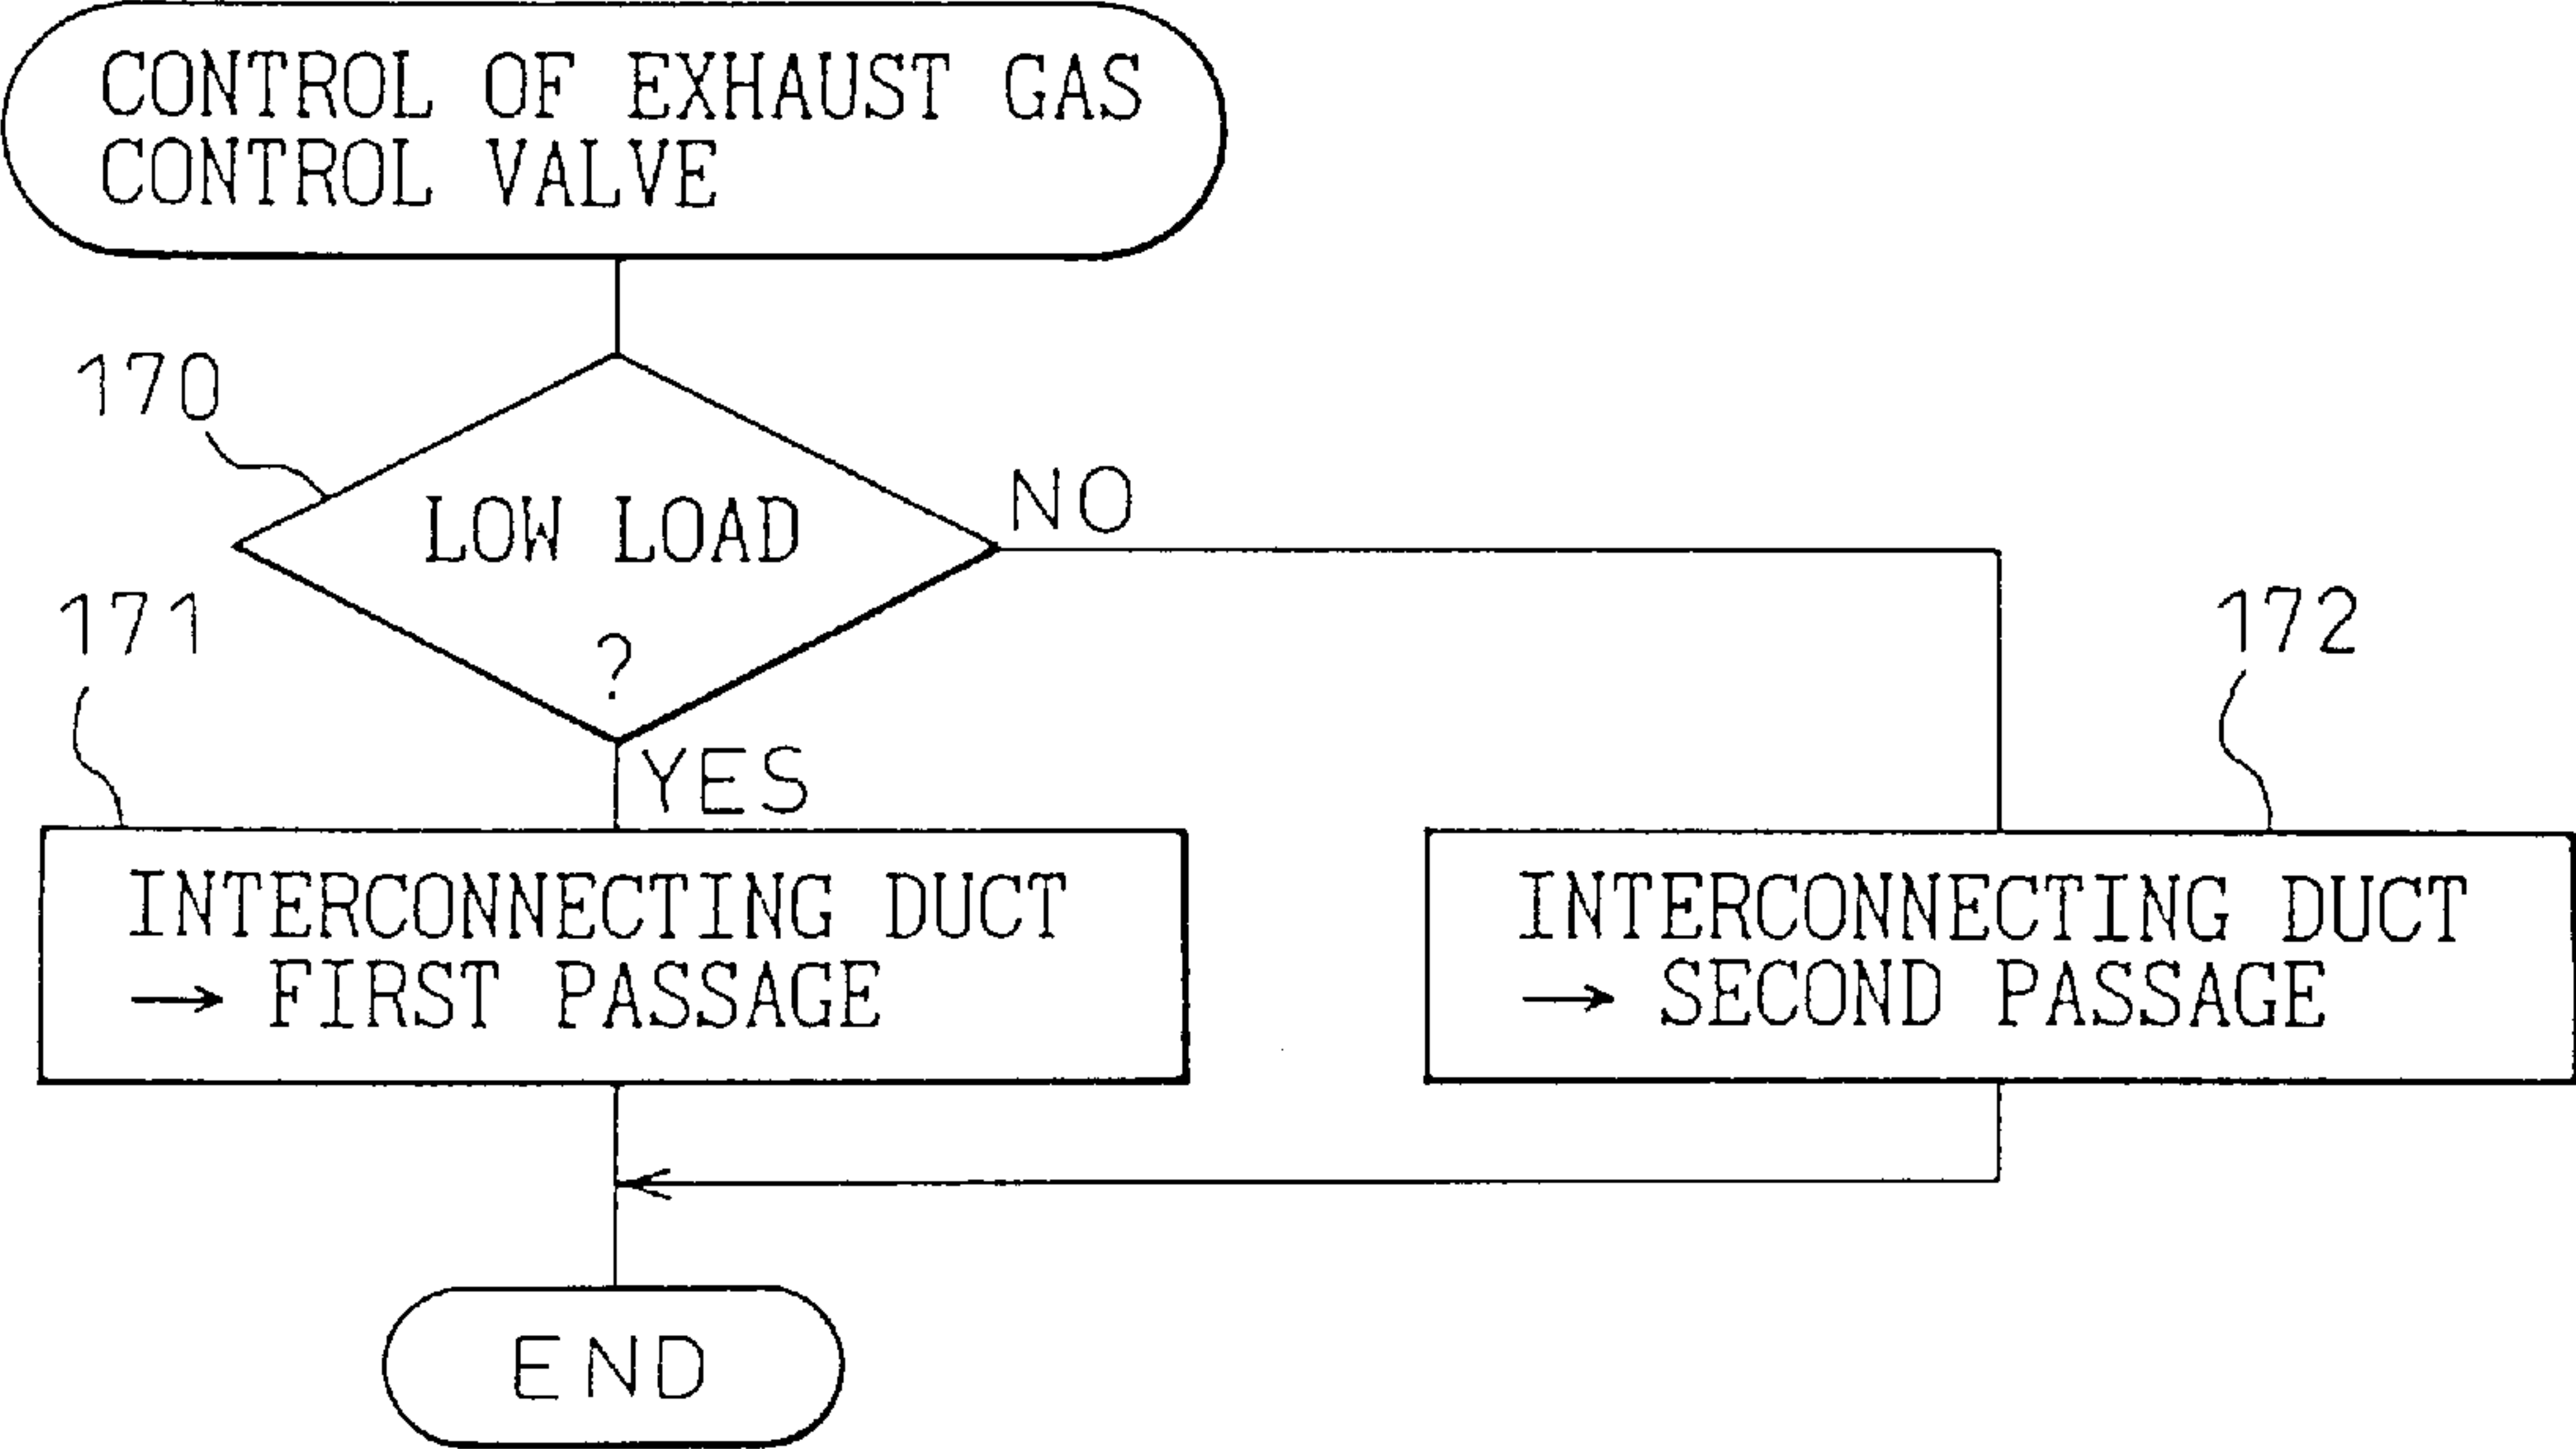 CONTROL OF EXHAUST GAS
CONTROL VALVE
170
LOW LOAD
?
NO
YES
171
INTERCONNECTING DUCT
→ FIRST PASSAGE
172
INTERCONNECTING DUCT
→ SECOND PASSAGE
END